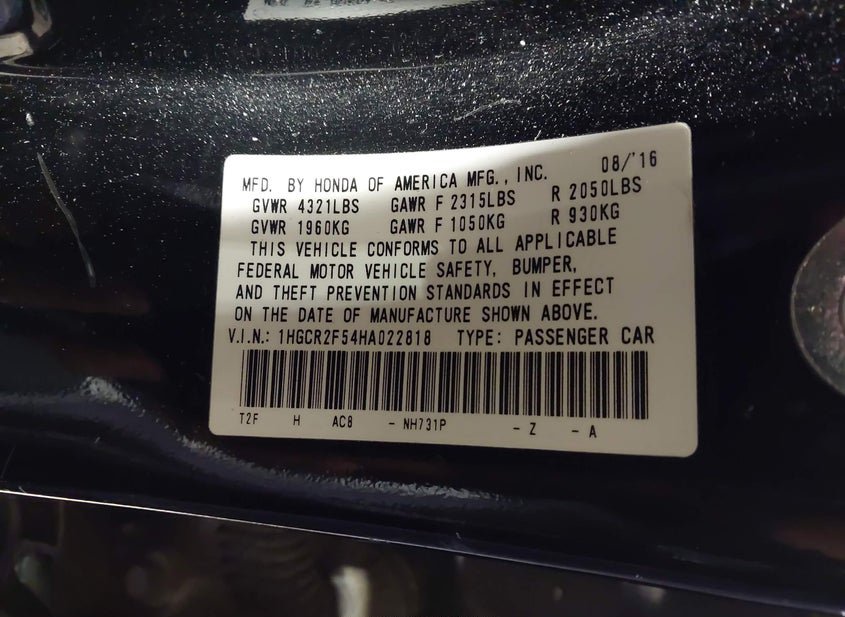 MFD. BY HONDA OF AMERICA MFG., INC. 08/'16
GVWR 4321LBS GAWR F 2315LBS R 2050LBS
GVWR 1960KG GAWR F 1050KG R 930KG
THIS VEHICLE CONFORMS TO ALL APPLICABLE
FEDERAL MOTOR VEHICLE SAFETY, BUMPER,
AND THEFT PREVENTION STANDARDS IN EFFECT
ON THE DATE OF MANUFACTURE SHOWN ABOVE.
V.I.N.: 1HGCR2F54HA022818 TYPE: PASSENGER CAR
T2F H AC8 - NH731P - Z - A